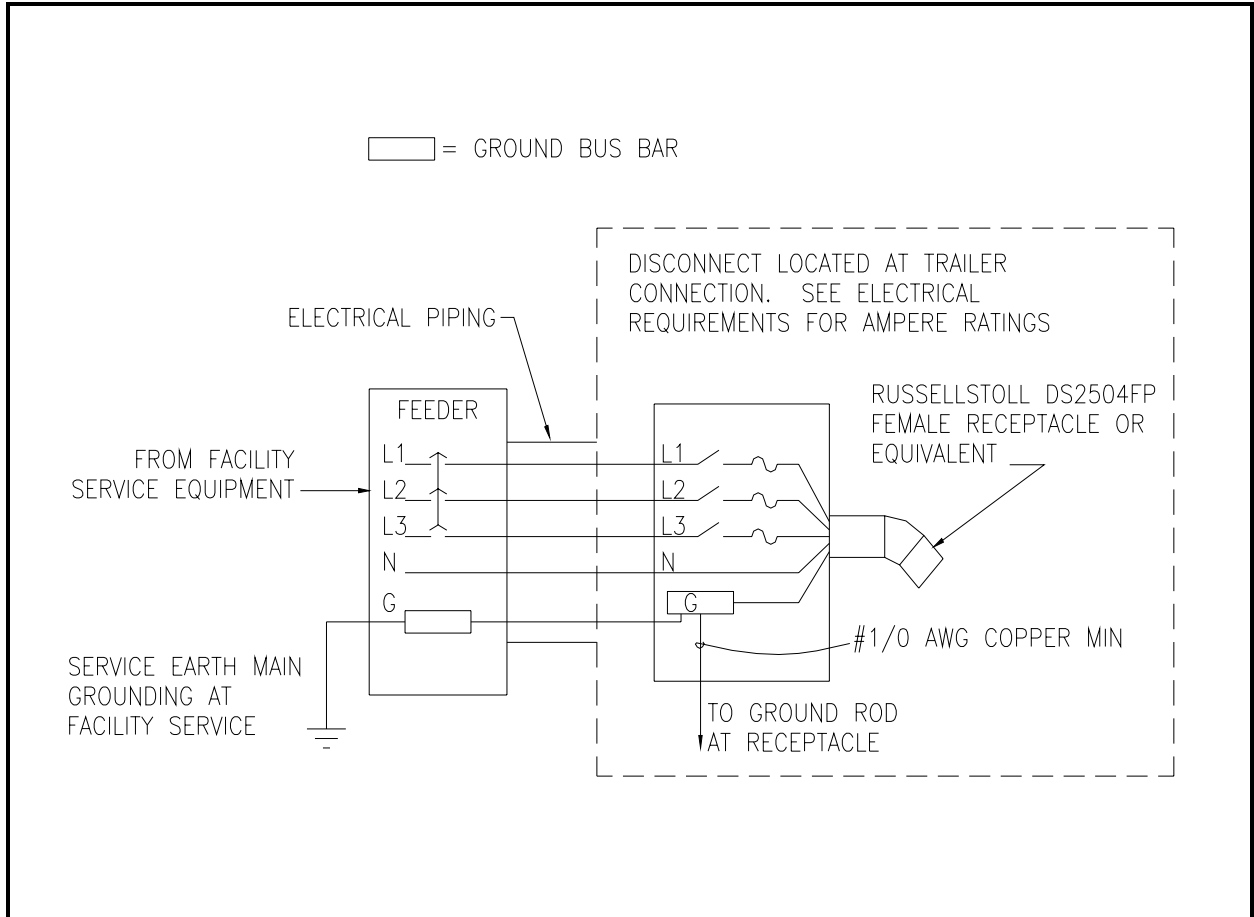 = GROUND BUS BAR
DISCONNECT LOCATED AT TRAILER
CONNECTION. SEE ELECTRICAL
REQUIREMENTS FOR AMPERE RATINGS
ELECTRICAL PIPING
RUSSELLSTOLL DS2504FP
FEMALE RECEPTACLE OR
EQUIVALENT
FEEDER
FROM FACILITY
SERVICE EQUIPMENT
L1
L2
L3
N
G
L1
L2
L3
N
G
#1/0 AWG COPPER MIN
SERVICE EARTH MAIN
GROUNDING AT
FACILITY SERVICE
TO GROUND ROD
AT RECEPTACLE